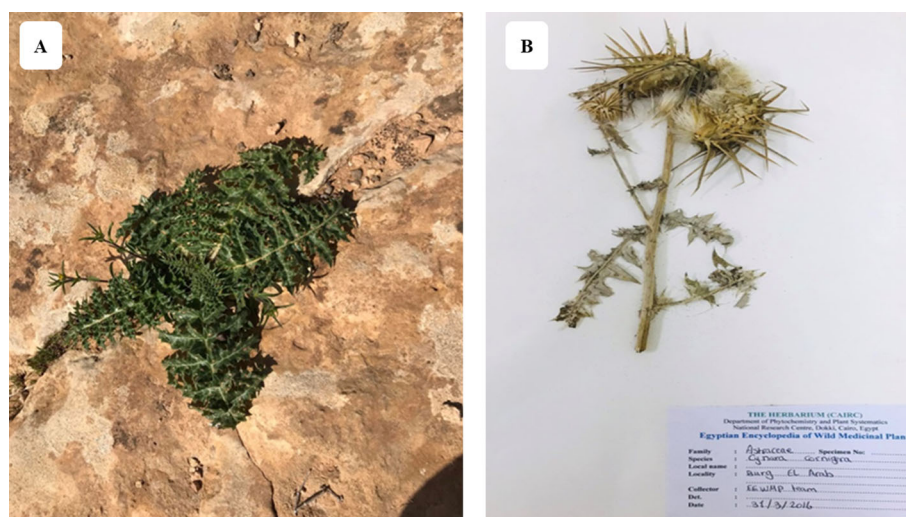 A
B
THE HERBARIUM (CAIRC)
Department of Phytochemistry and Plant Systematics
National Research Centre, Dokki, Cairo, Egypt
Egyptian Encyclopedia of Wild Medicinal Plan
Family : Astraceae Specimen No:
Species : Cynara cornigra
Local name :
Locality : Burg EL Arab
Collector : EEWMP team
Det. :
Date : 31/3/2016